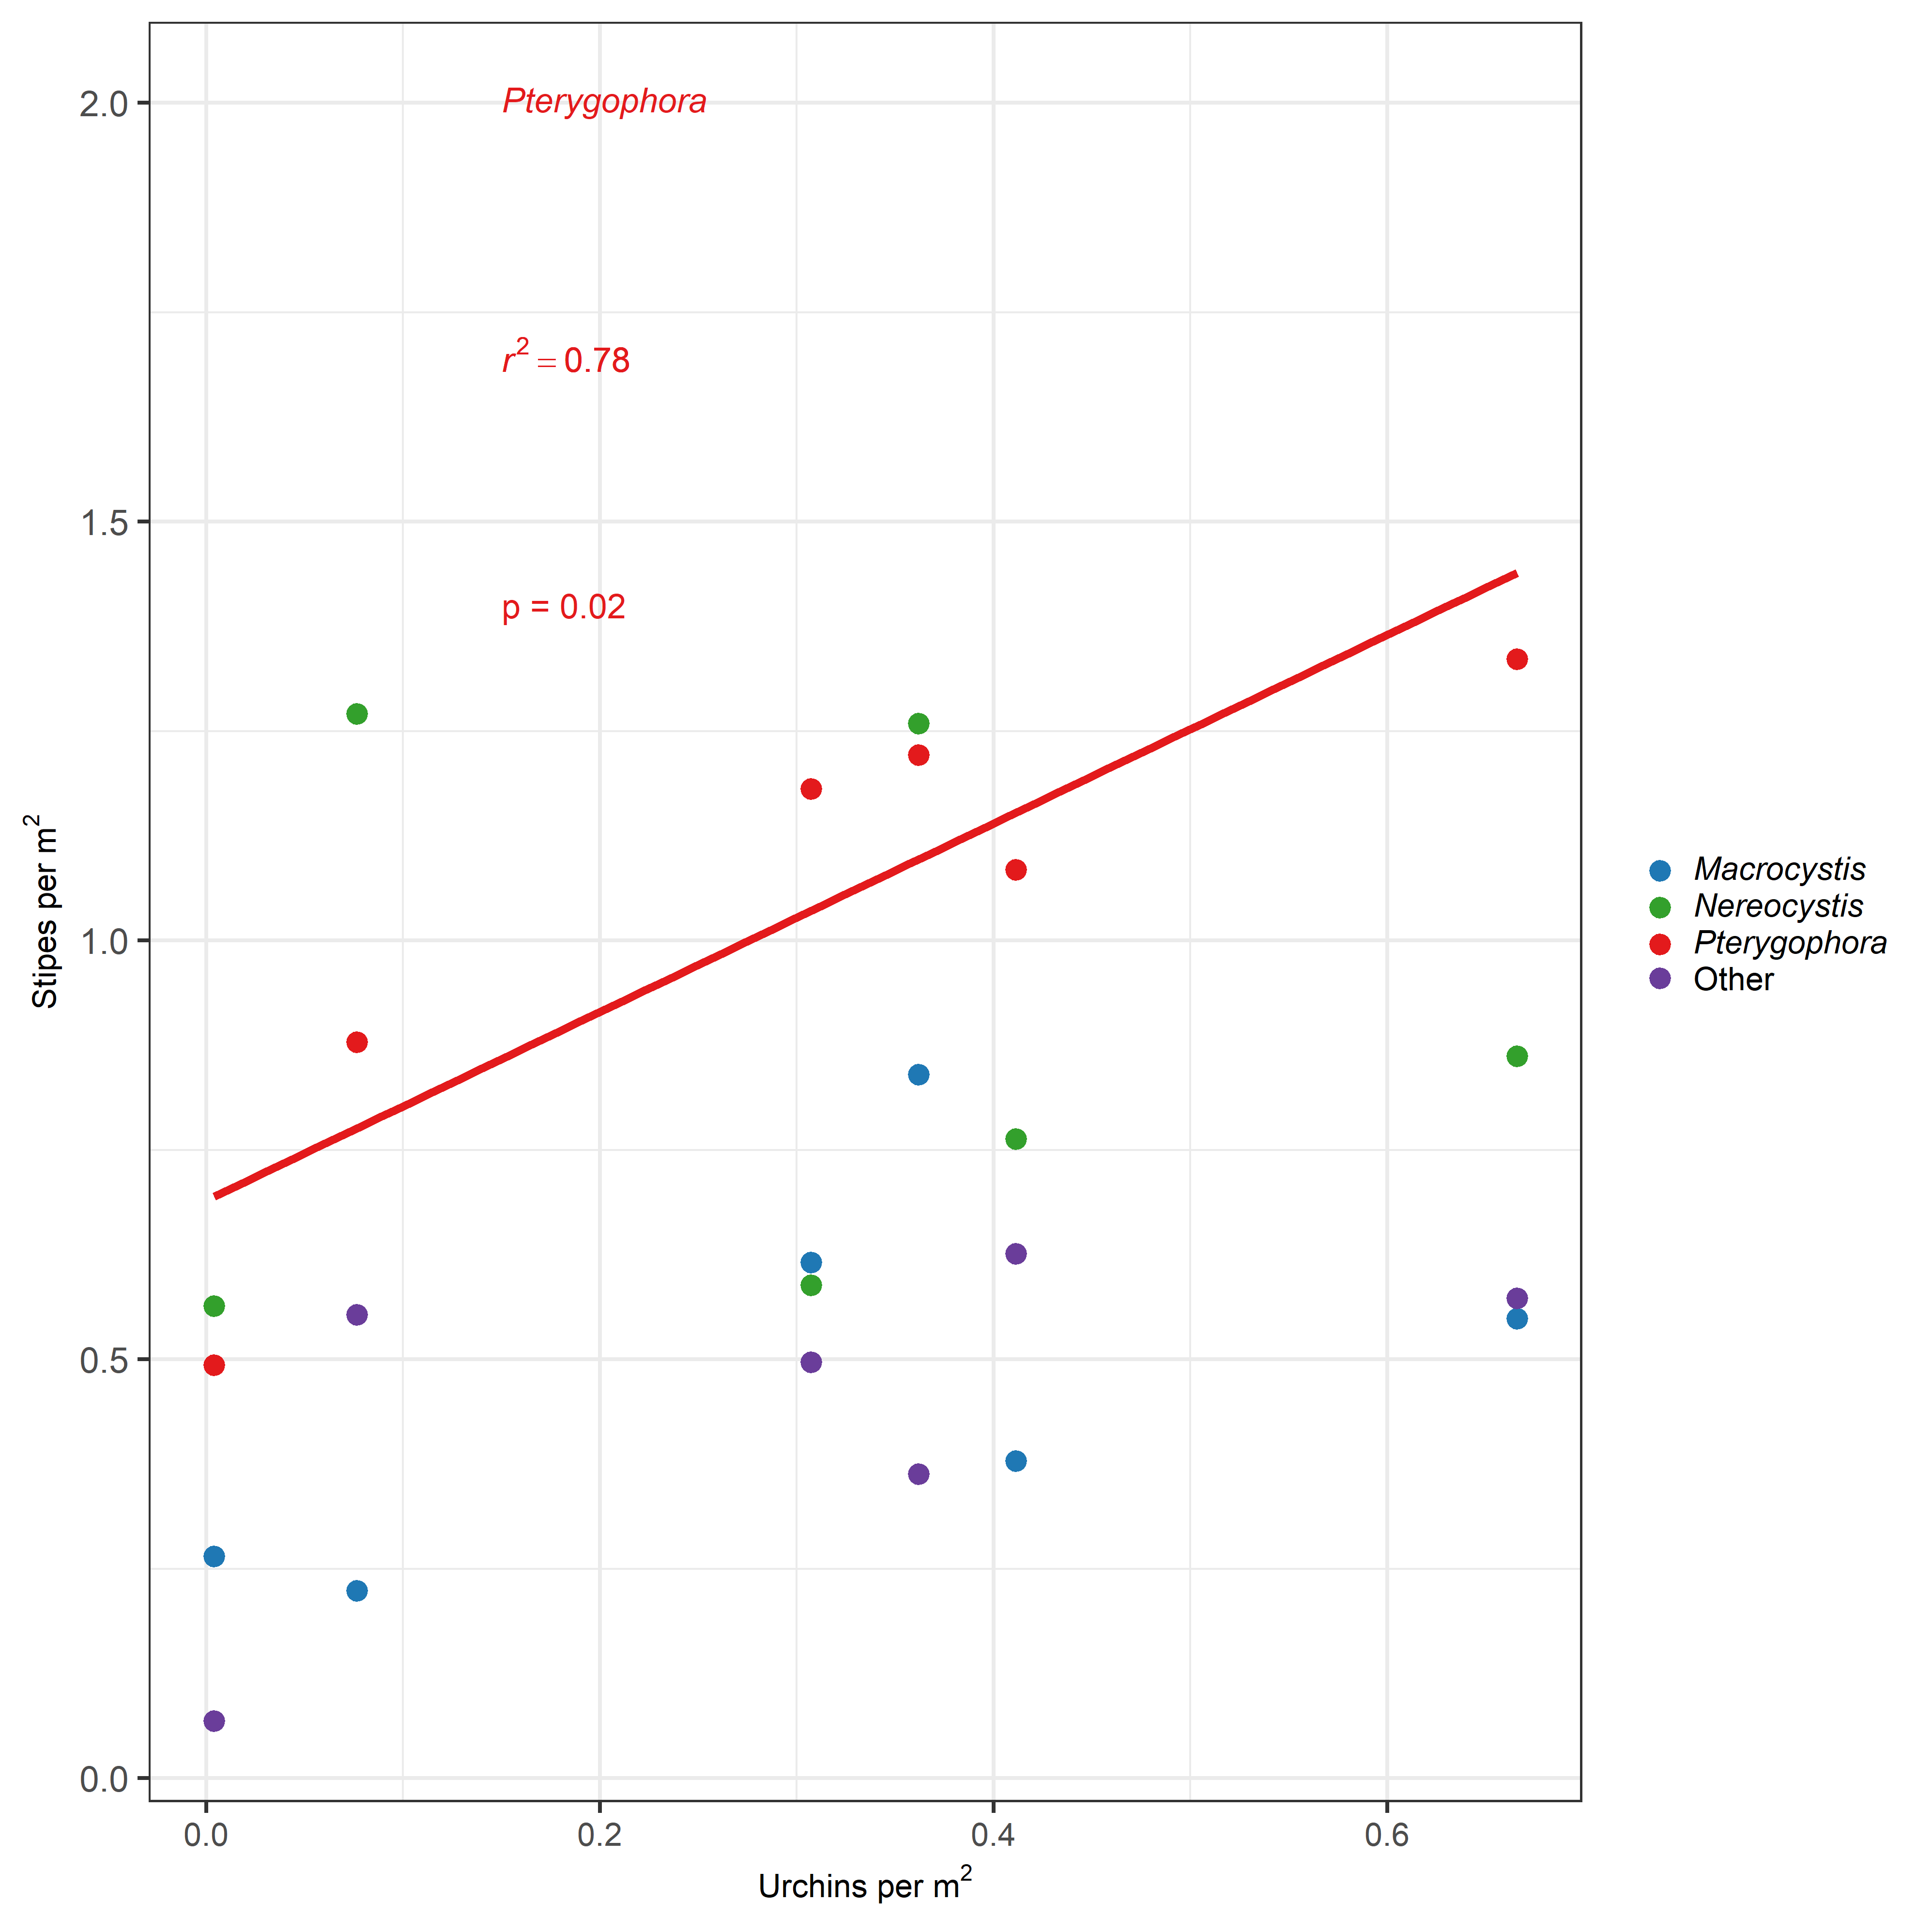 Pterygophora
r² = 0.78
p = 0.02
2.0
1.5
1.0
0.5
0.0
Stipes per m²
0.0 0.2 0.4 0.6
Urchins per m²
Macrocystis
Nereocystis
Pterygophora
Other